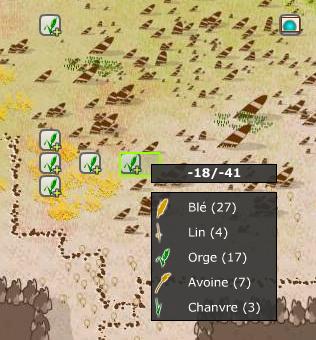 -18/-41
Blé (27)
Lin (4)
Orge (17)
Avoine (7)
Chanvre (3)